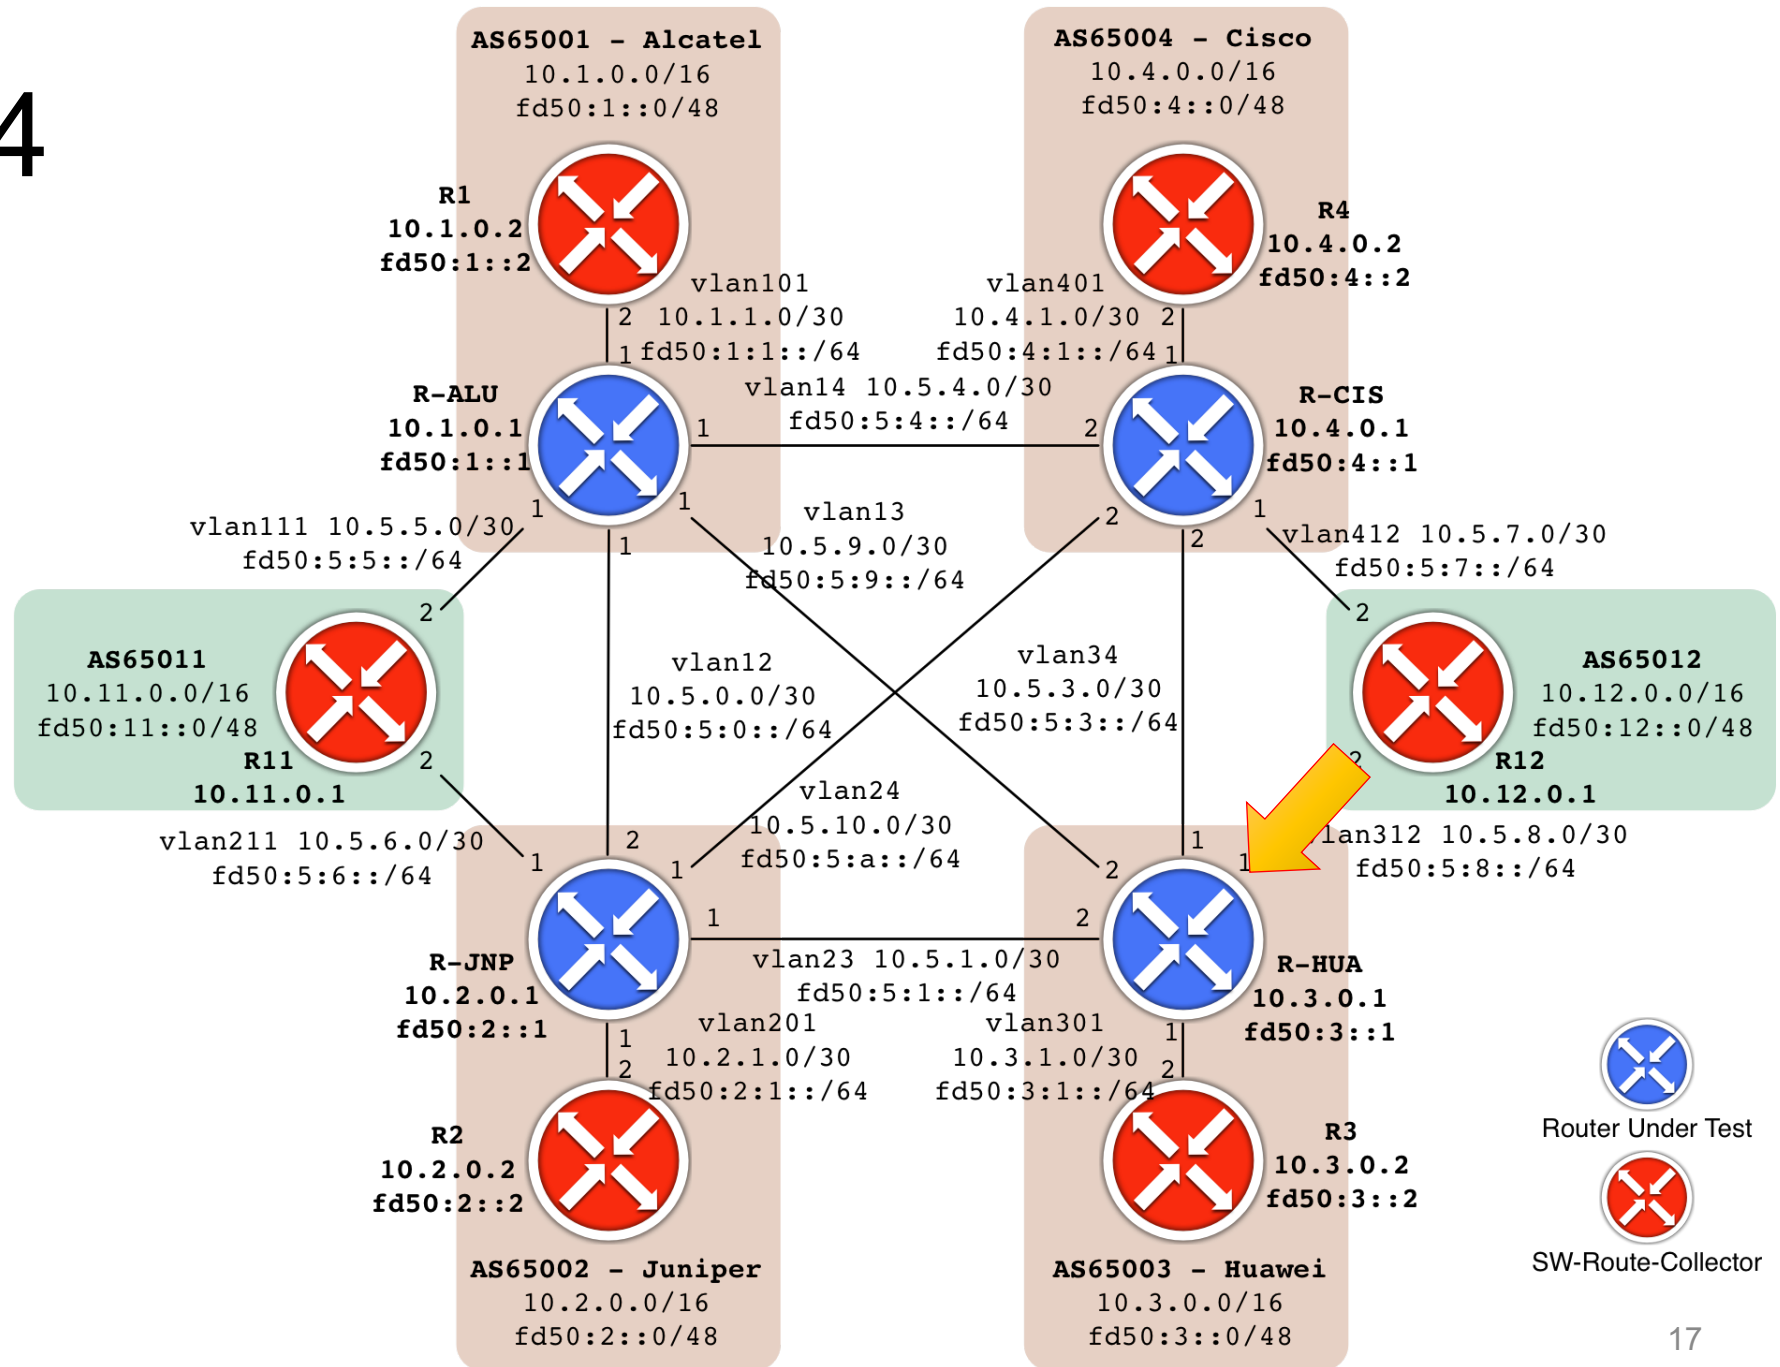 4
AS65001 - Alcatel
10.1.0.0/16
fd50:1::0/48
AS65004 - Cisco
10.4.0.0/16
fd50:4::0/48
R1
10.1.0.2
fd50:1::2
R4
10.4.0.2
fd50:4::2
vlan101
2 10.1.1.0/30
1 fd50:1:1::/64
vlan401
10.4.1.0/30 2
fd50:4:1::/64 1
R-ALU
10.1.0.1
fd50:1::1
vlan14 10.5.4.0/30
fd50:5:4::/64
1
2
R-CIS
10.4.0.1
fd50:4::1
1
1
1
vlan111 10.5.5.0/30
fd50:5:5::/64
2
vlan13
10.5.9.0/30
fd50:5:9::/64
2
2
1
vlan412 10.5.7.0/30
fd50:5:7::/64
2
AS65011
10.11.0.0/16
fd50:11::0/48
R11
10.11.0.1
2
vlan12
10.5.0.0/30
fd50:5:0::/64
vlan34
10.5.3.0/30
fd50:5:3::/64
AS65012
10.12.0.0/16
fd50:12::0/48
R12
10.12.0.1
2
vlan211 10.5.6.0/30
fd50:5:6::/64
1
2
1
vlan24
10.5.10.0/30
fd50:5:a::/64
2
1
1
10.5.8.0/30
fd50:5:8::/64
1
2
vlan23 10.5.1.0/30
fd50:5:1::/64
R-JNP
10.2.0.1
fd50:2::1
R-HUA
10.3.0.1
fd50:3::1
vlan201
1
10.2.1.0/30
2
fd50:2:1::/64
vlan301
1
10.3.1.0/30
2
fd50:3:1::/64
R2
10.2.0.2
fd50:2::2
R3
10.3.0.2
fd50:3::2
AS65002 - Juniper
10.2.0.0/16
fd50:2::0/48
AS65003 - Huawei
10.3.0.0/16
fd50:3::0/48
Router Under Test
SW-Route-Collector
17